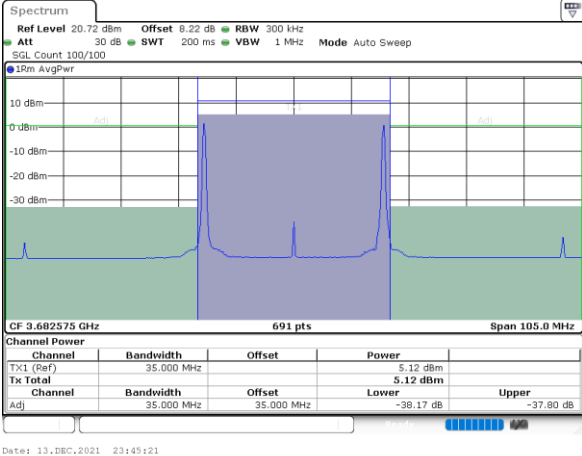 Spectrum
Ref Level 20.72 dBm Offset 8.22 dB RBW 300 kHz
Att 30 dB SWT 200 ms VBW 1 MHz Mode Auto Sweep
SGL Count 100/100
1Rm AvgPwr
10 dBm
TX1
Adj Adj
0 dBm
-10 dBm
-20 dBm
-30 dBm
CF 3.682575 GHz 691 pts Span 105.0 MHz
Channel Power
Channel Bandwidth Offset Power
TX1 (Ref) 35.000 MHz 5.12 dBm
Tx Total 5.12 dBm
Channel Bandwidth Offset Lower Upper
Adj 35.000 MHz 35.000 MHz -38.17 dB -37.80 dB
Ready
Date: 13.DEC.2021 23:45:21